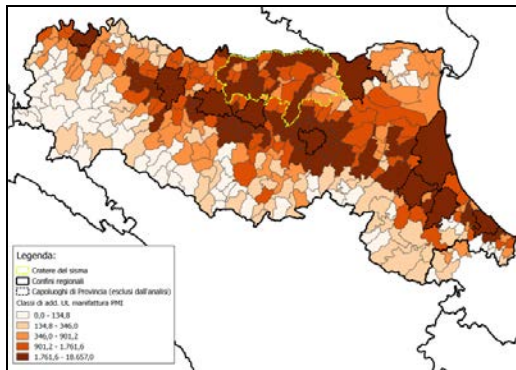 Legenda:
Cratere del sisma
Confini regionali
Capoluoghi di Provincia (esclusi dall'analisi)
Classi di add. UL manifattura PMI
0,0 - 134,8
134,8 - 346,0
346,0 - 901,2
901,2 - 1.761,6
1.761,6 - 18.657,0